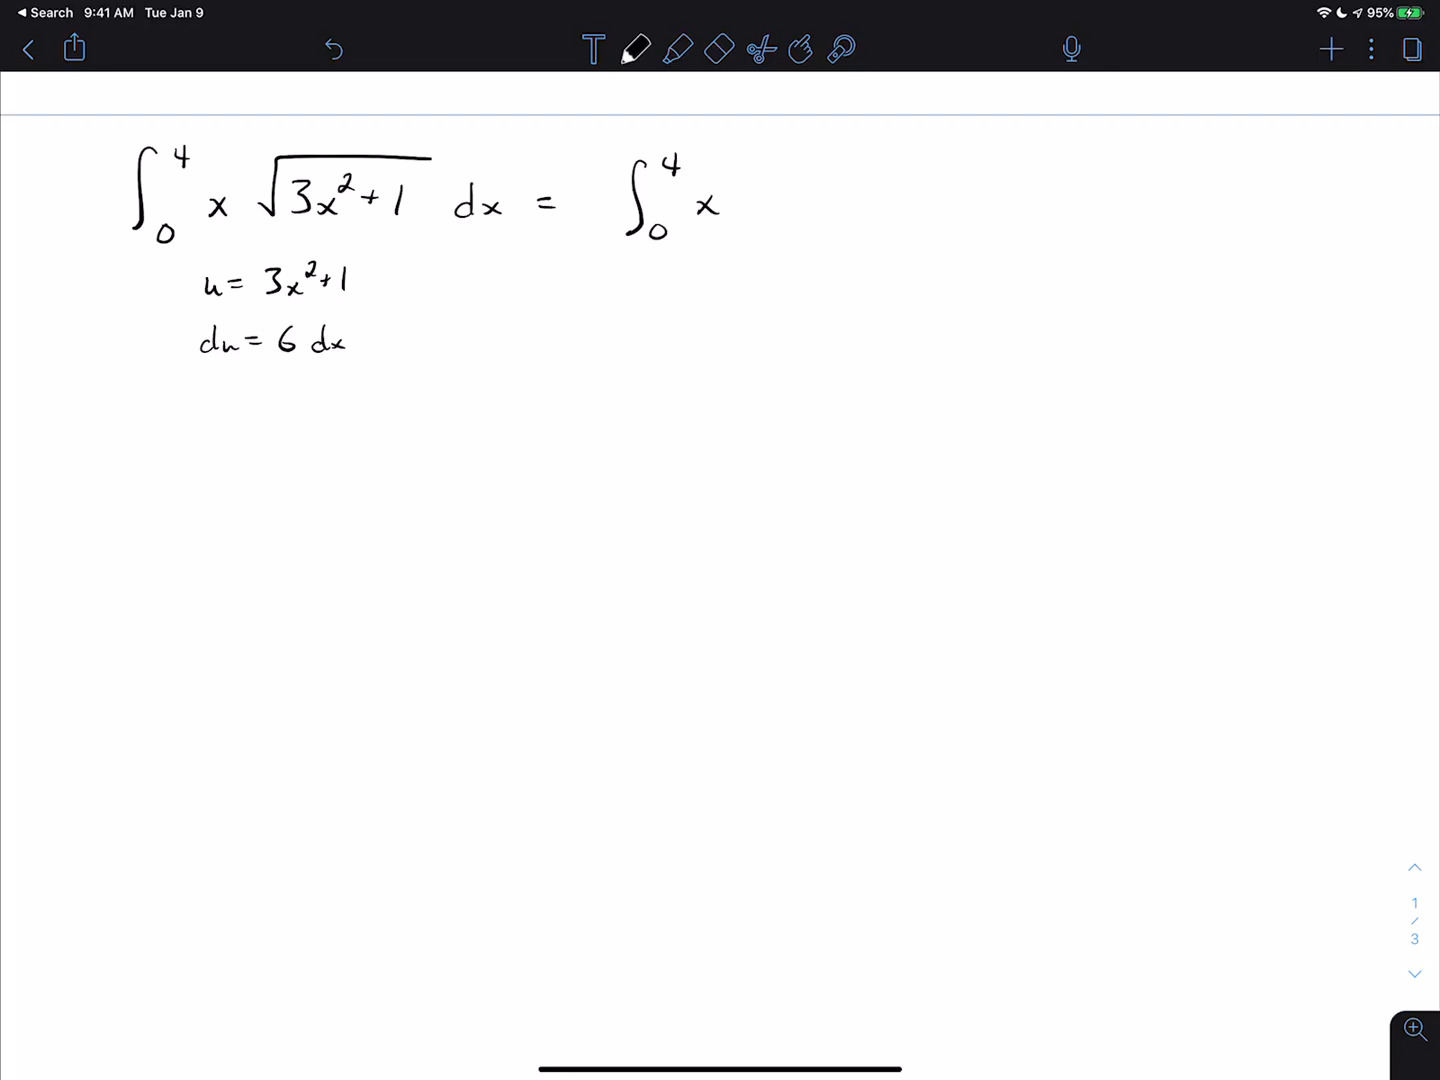 Search 9:41 AM Tue Jan 9 95%
T
∫₀⁴ x √(3x²+1) dx = ∫₀⁴ x
u = 3x²+1
du = 6 dx
1
/
3